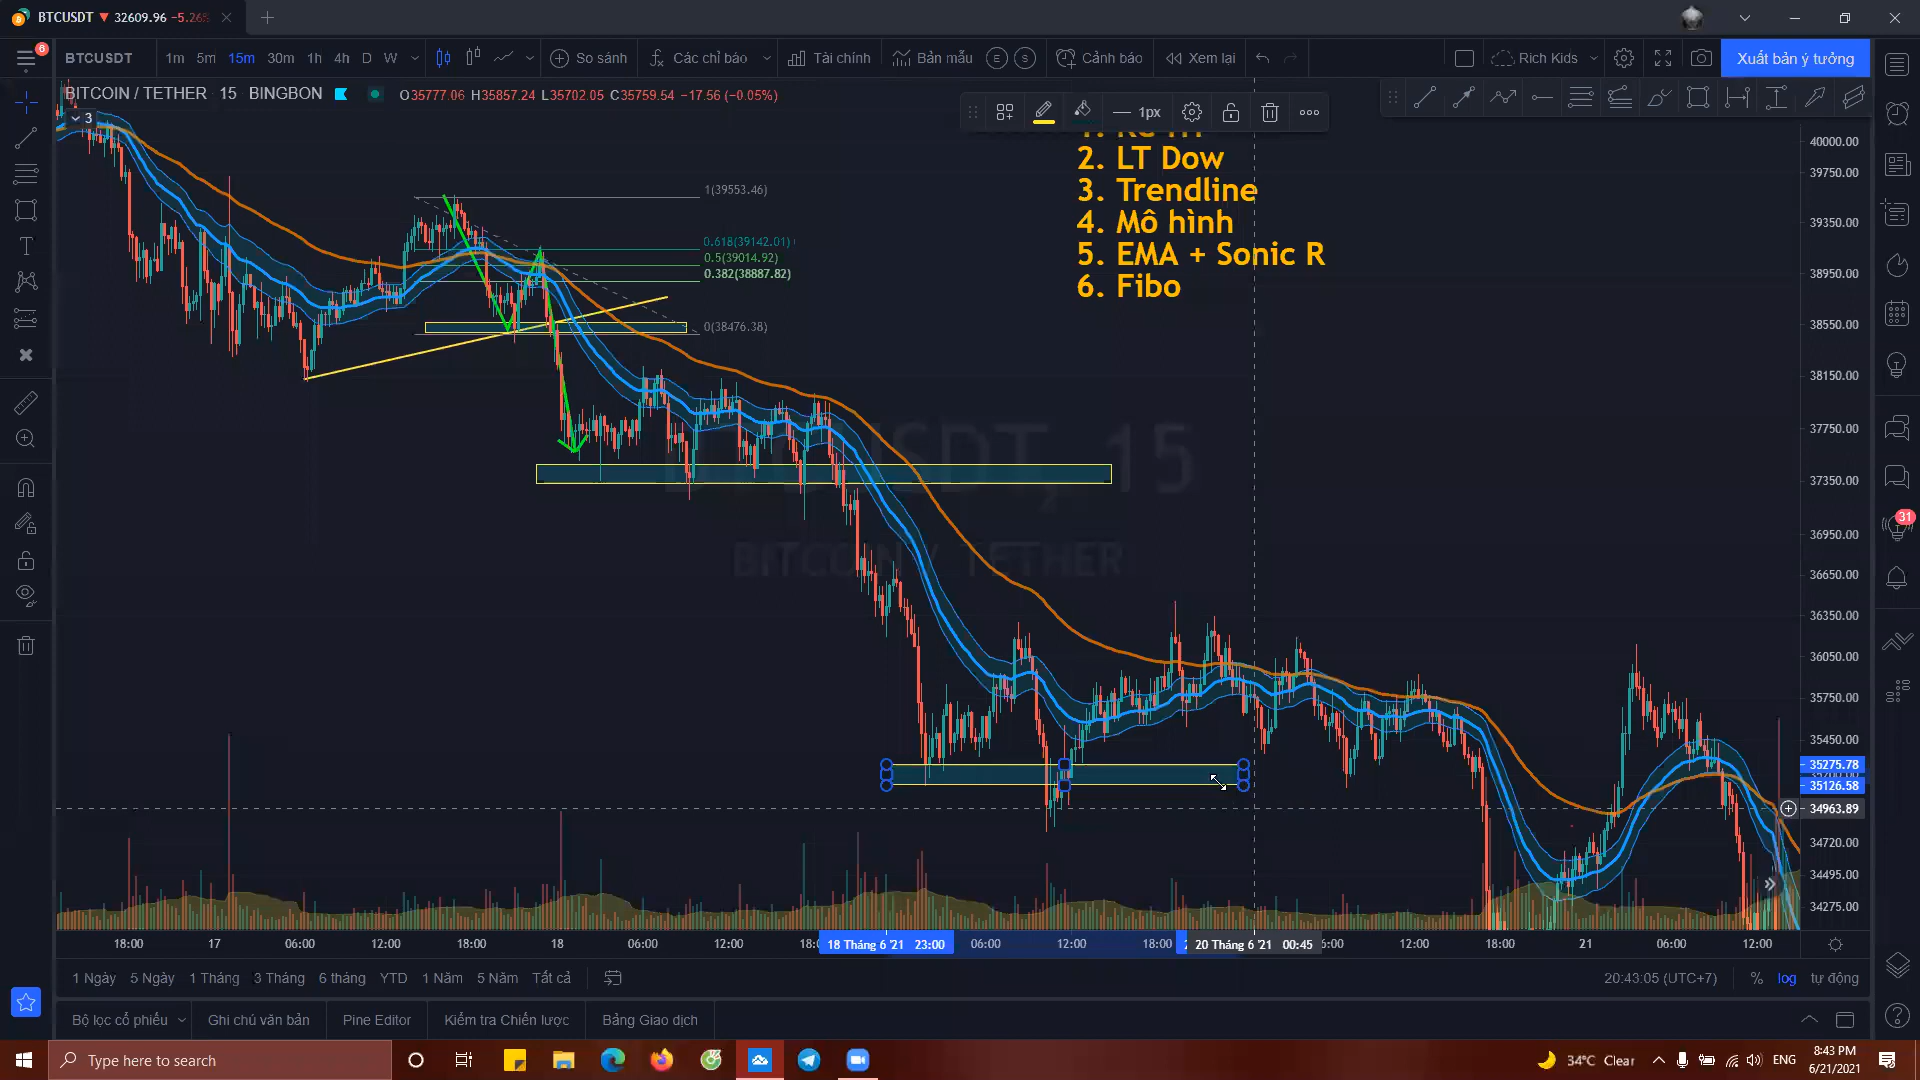 BTCUSDT ▼ 32609.96 −5.26%
6
BTCUSDT
1m 5m 15m 30m 1h 4h D W
So sánh
Các chỉ báo
Tài chính
Bản mẫu
E S
Cảnh báo
Xem lại
Rich Kids
Xuất bản ý tưởng
BITCOIN / TETHER · 15 · BINGBON
O35777.06 H35857.24 L35702.05 C35759.54 −17.56 (−0.05%)
3
1px
2. LT Dow
3. Trendline
4. Mô hình
5. EMA + Sonic R
6. Fibo
1(39553.46)
0.618(39142.01)
0.5(39014.92)
0.382(38887.82)
0(38476.38)
BTCUSDT, 15
BITCOIN / TETHER
40000.00
39750.00
39350.00
38950.00
38550.00
38150.00
37750.00
37350.00
36950.00
36650.00
36350.00
36050.00
35750.00
35450.00
35275.78
35126.58
34963.89
34720.00
34495.00
34275.00
31
18:00 17 06:00 12:00 18:00 18 06:00 12:00 18 Tháng 6 '21 23:00 06:00 12:00 18:00 20 Tháng 6 '21 00:45 6:00 12:00 18:00 21 06:00 12:00
1 Ngày 5 Ngày 1 Tháng 3 Tháng 6 tháng YTD 1 Năm 5 Năm Tất cả
20:43:05 (UTC+7) % log tự động
Bộ lọc cổ phiếu Ghi chú văn bản Pine Editor Kiểm tra Chiến lược Bảng Giao dịch
Type here to search
34°C Clear
ENG
8:43 PM
6/21/2021